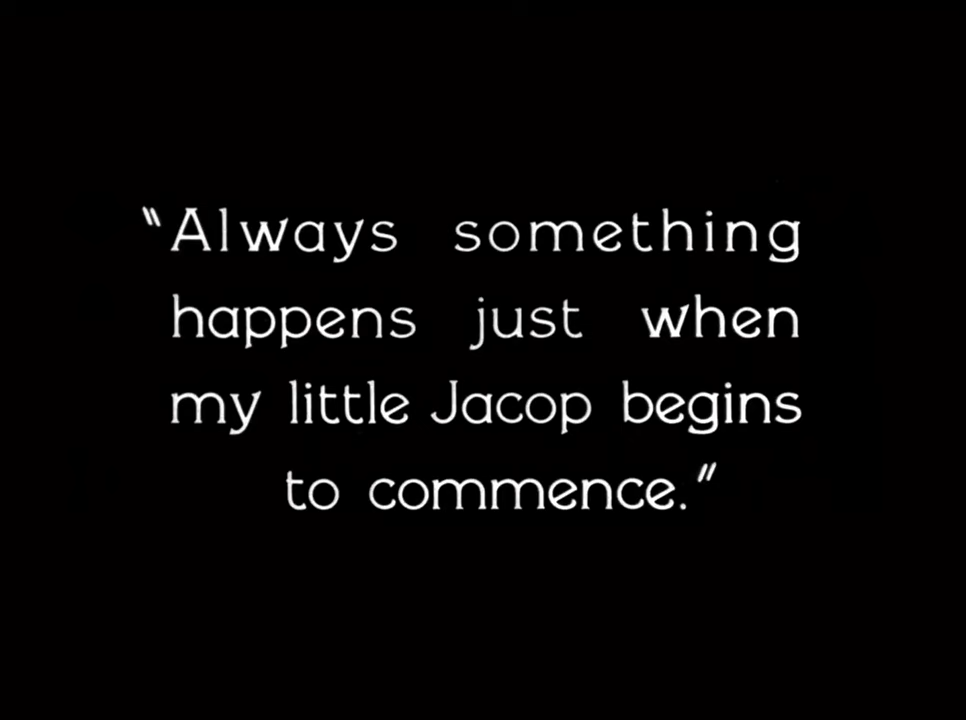 “Always something
happens just when
my little Jacop begins
to commence.”